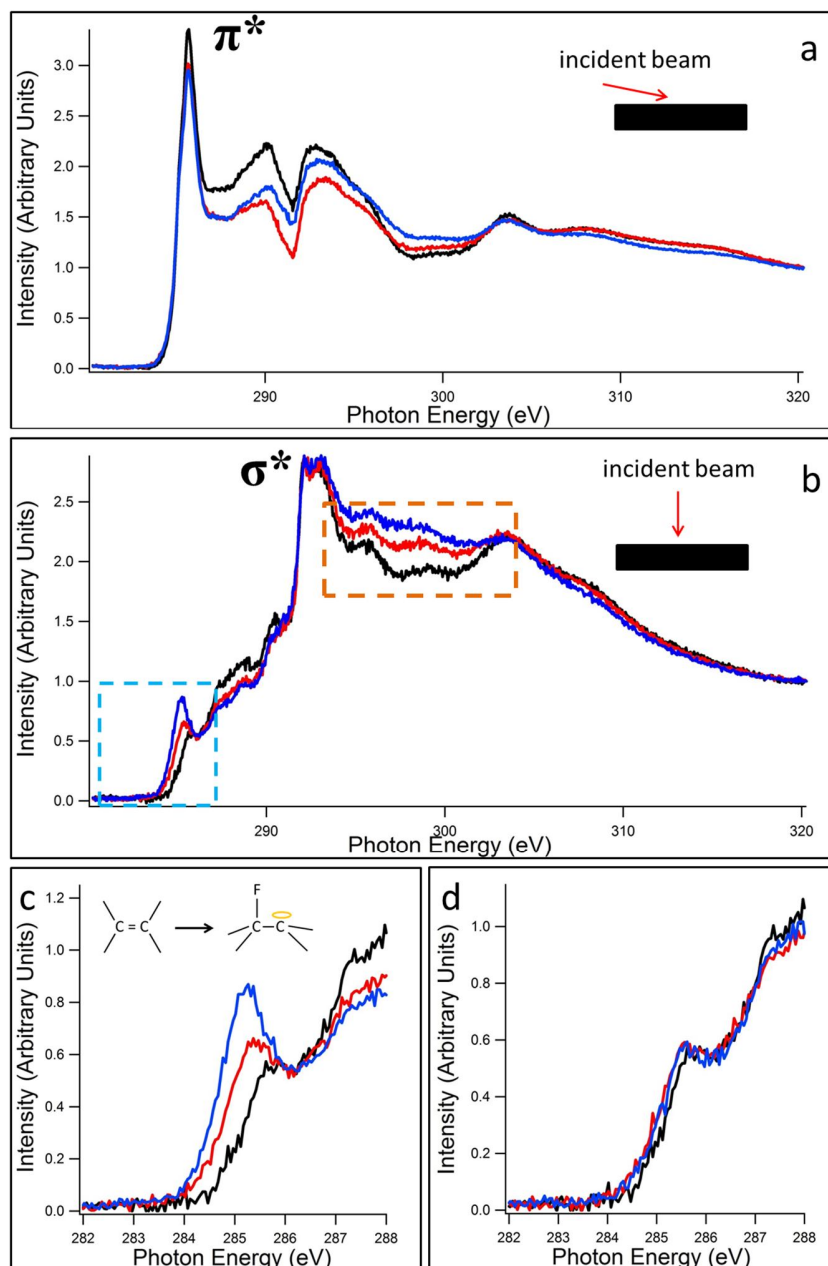 a
π*
incident beam
Intensity (Arbitrary Units)
3.0
2.5
2.0
1.5
1.0
0.5
0.0
290
300
310
320
Photon Energy (eV)
b
σ*
incident beam
Intensity (Arbitrary Units)
2.5
2.0
1.5
1.0
0.5
0.0
290
300
310
320
Photon Energy (eV)
c
F
C = C
C – C
Intensity (Arbitrary Units)
1.2
1.0
0.8
0.6
0.4
0.2
0.0
282 283 284 285 286 287 288
Photon Energy (eV)
d
Intensity (Arbitrary Units)
1.0
0.8
0.6
0.4
0.2
0.0
282 283 284 285 286 287 288
Photon Energy (eV)